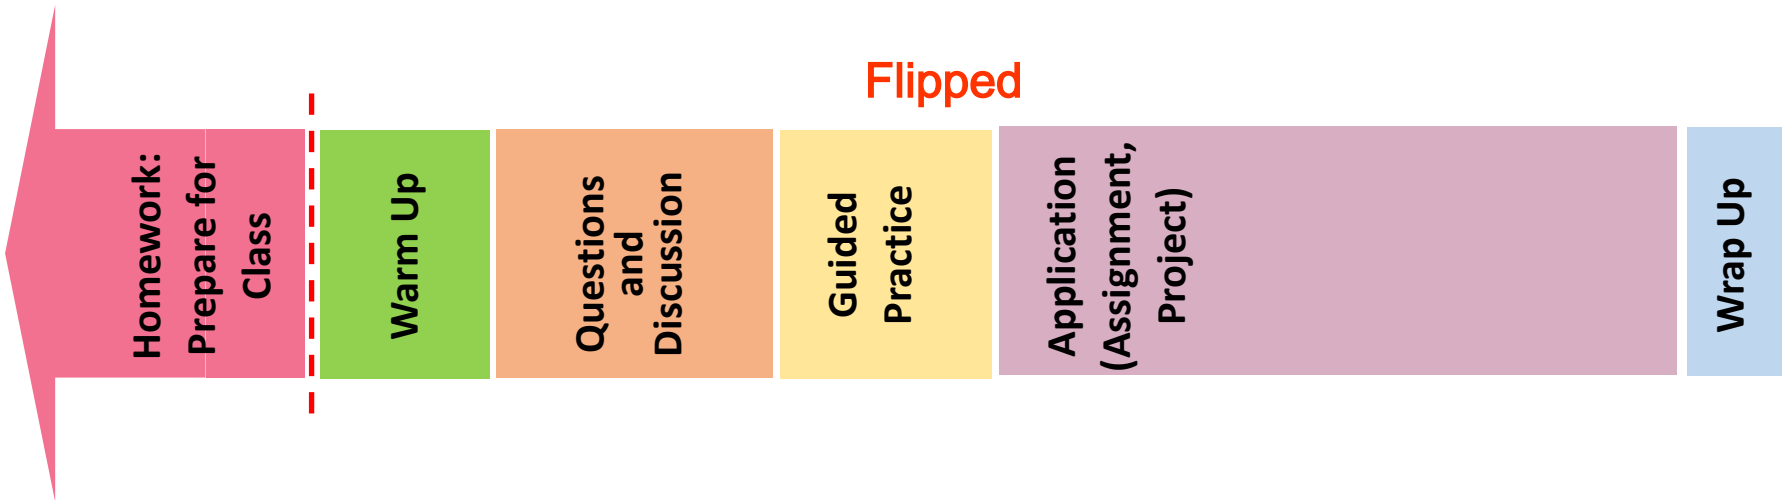 Flipped
Homework:
Prepare for
Class
Warm Up
Questions
and
Discussion
Guided
Practice
Application
(Assignment,
Project)
Wrap Up